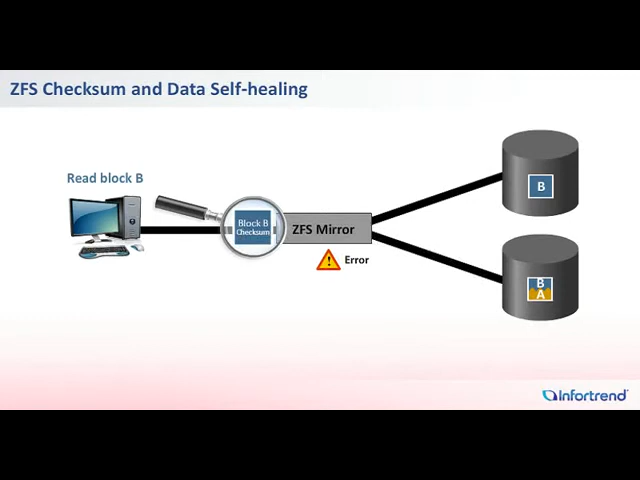 ZFS Checksum and Data Self-healing
Read block B
Block B
Checksum
ZFS Mirror
Error
B
B
A
Infortrend